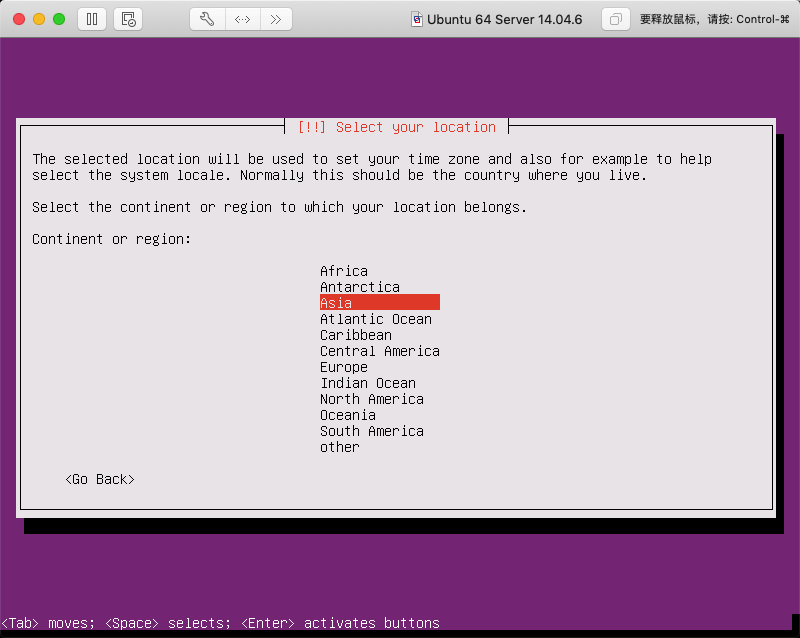 Ubuntu 64 Server 14.04.6
要释放鼠标，请按: Control-⌘
[!!] Select your location
The selected location will be used to set your time zone and also for example to help
select the system locale. Normally this should be the country where you live.
Select the continent or region to which your location belongs.
Continent or region:
Africa
Antarctica
Asia
Atlantic Ocean
Caribbean
Central America
Europe
Indian Ocean
North America
Oceania
South America
other
<Go Back>
<Tab> moves; <Space> selects; <Enter> activates buttons